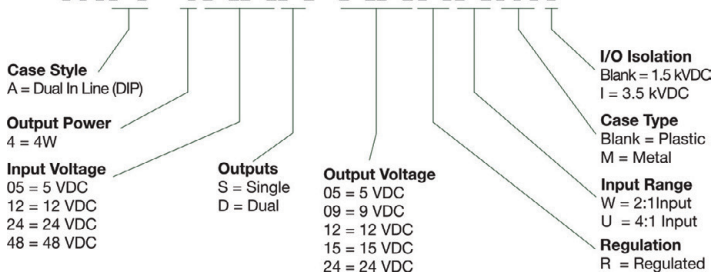 Case Style
A = Dual In Line (DIP)
Output Power
4 = 4W
Input Voltage
05 = 5 VDC
12 = 12 VDC
24 = 24 VDC
48 = 48 VDC
Outputs
S = Single
D = Dual
Output Voltage
05 = 5 VDC
09 = 9 VDC
12 = 12 VDC
15 = 15 VDC
24 = 24 VDC
I/O Isolation
Blank = 1.5 kVDC
I = 3.5 kVDC
Case Type
Blank = Plastic
M = Metal
Input Range
W = 2:1Input
U = 4:1 Input
Regulation
R = Regulated